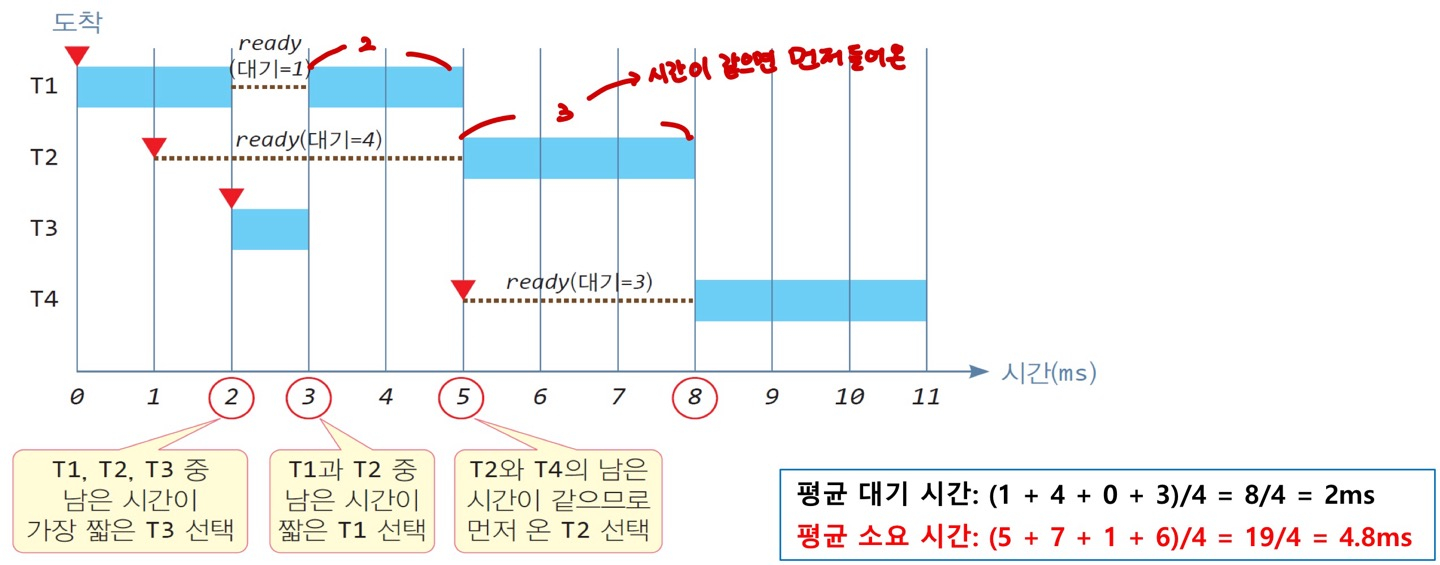 도착
ready
(대기=1)
2
시간이 같으면 먼저들어온
T1
3
ready(대기=4)
T2
T3
ready(대기=3)
T4
시간(ms)
0 1 2 3 4 5 6 7 8 9 10 11
T1, T2, T3 중
남은 시간이
가장 짧은 T3 선택
T1과 T2 중
남은 시간이
짧은 T1 선택
T2와 T4의 남은
시간이 같으므로
먼저 온 T2 선택
평균 대기 시간: (1 + 4 + 0 + 3)/4 = 8/4 = 2ms
평균 소요 시간: (5 + 7 + 1 + 6)/4 = 19/4 = 4.8ms